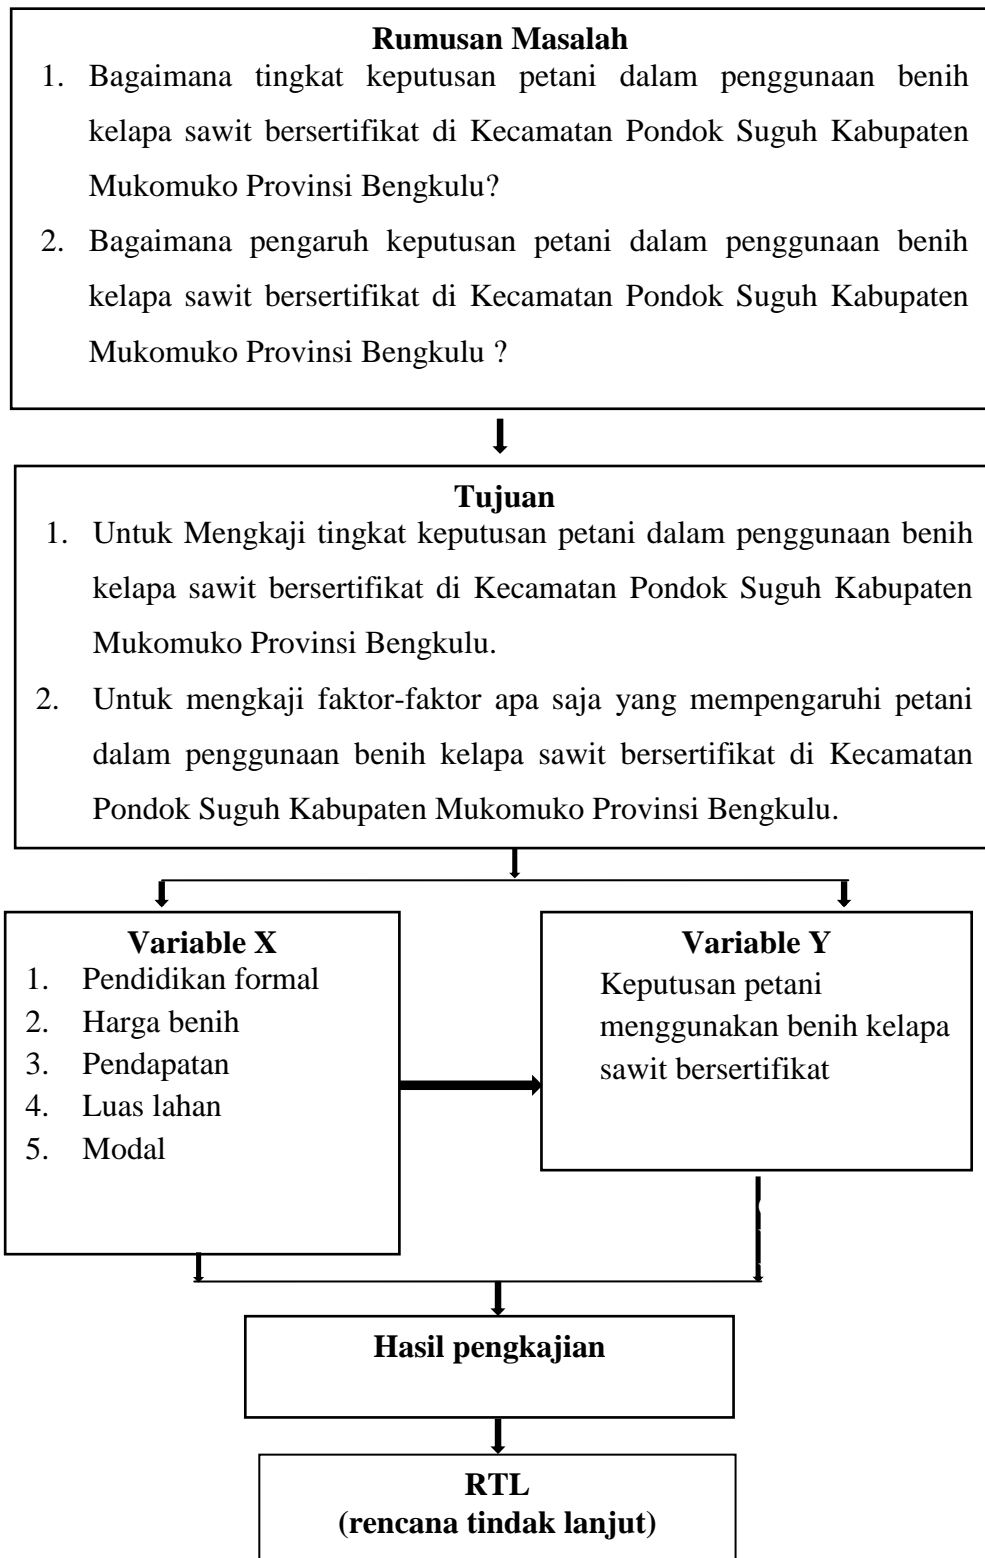 Rumusan Masalah
1. Bagaimana tingkat keputusan petani dalam penggunaan benih
kelapa sawit bersertifikat di Kecamatan Pondok Suguh Kabupaten
Mukomuko Provinsi Bengkulu?
2. Bagaimana pengaruh keputusan petani dalam penggunaan benih
kelapa sawit bersertifikat di Kecamatan Pondok Suguh Kabupaten
Mukomuko Provinsi Bengkulu ?
Tujuan
1. Untuk Mengkaji tingkat keputusan petani dalam penggunaan benih
kelapa sawit bersertifikat di Kecamatan Pondok Suguh Kabupaten
Mukomuko Provinsi Bengkulu.
2. Untuk mengkaji faktor-faktor apa saja yang mempengaruhi petani
dalam penggunaan benih kelapa sawit bersertifikat di Kecamatan
Pondok Suguh Kabupaten Mukomuko Provinsi Bengkulu.
Variable X
1. Pendidikan formal
2. Harga benih
3. Pendapatan
4. Luas lahan
5. Modal
Variable Y
Keputusan petani
menggunakan benih kelapa
sawit bersertifikat
Hasil pengkajian
RTL
(rencana tindak lanjut)